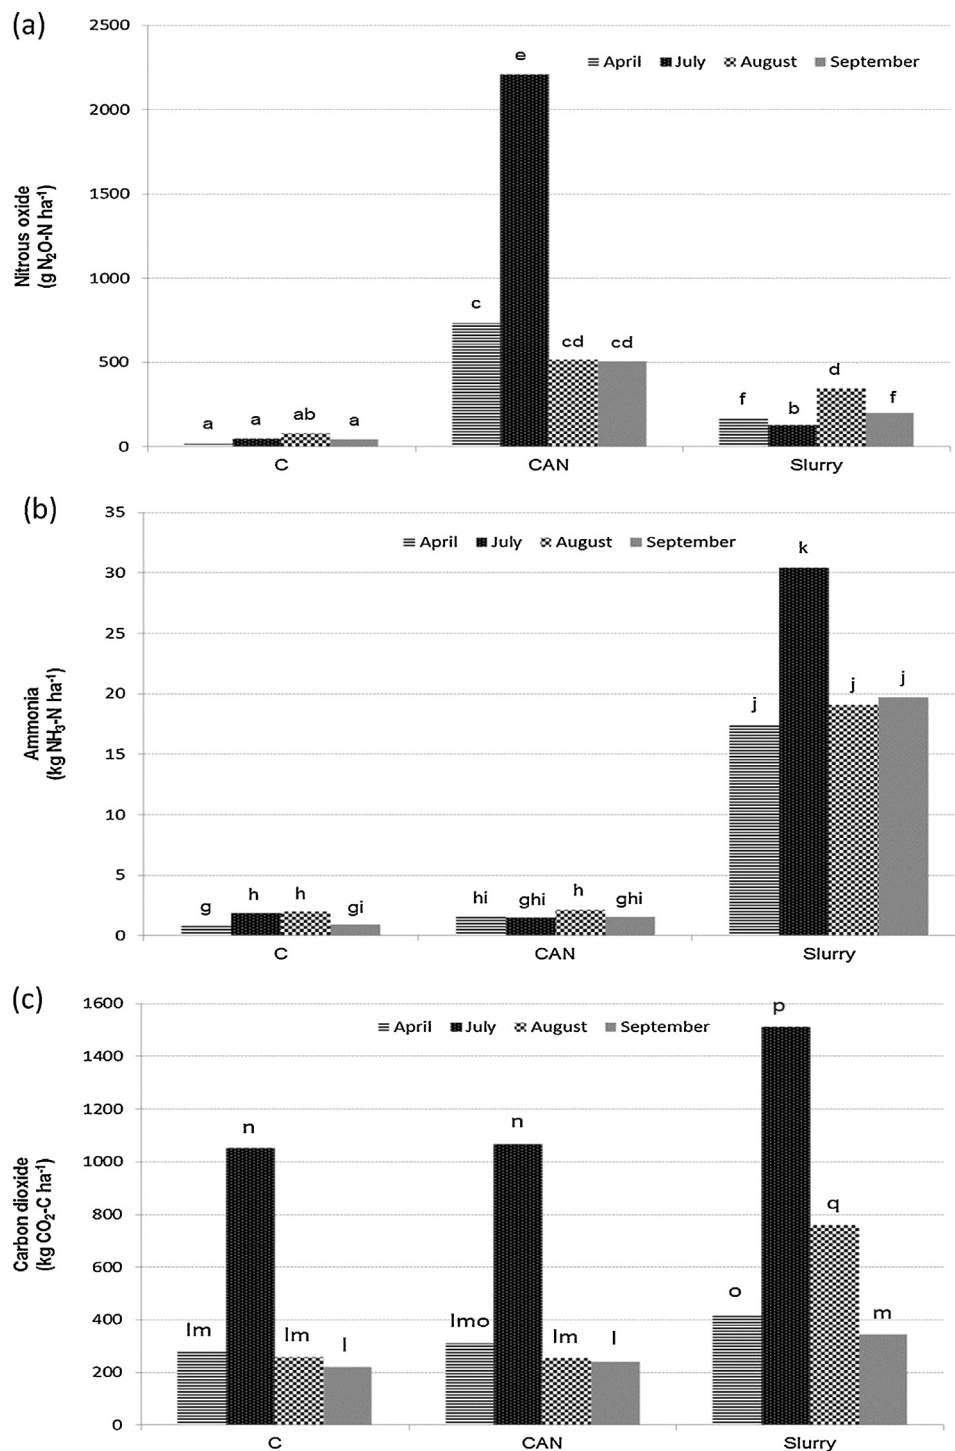 (a)
2500
2000
1500
1000
500
0
Nitrous oxide
(g N2O-N ha-1)
April July August September
a a ab a
c e cd cd
f b d f
C CAN Slurry
(b)
35
30
25
20
15
10
5
0
Ammonia
(kg NH3-N ha-1)
April July August September
g h h gi
hi ghi h ghi
j k j j
C CAN Slurry
(c)
1600
1400
1200
1000
800
600
400
200
0
Carbon dioxide
(kg CO2-C ha-1)
April July August September
lm n lm l
lmo n lm l
o p q m
C CAN Slurry